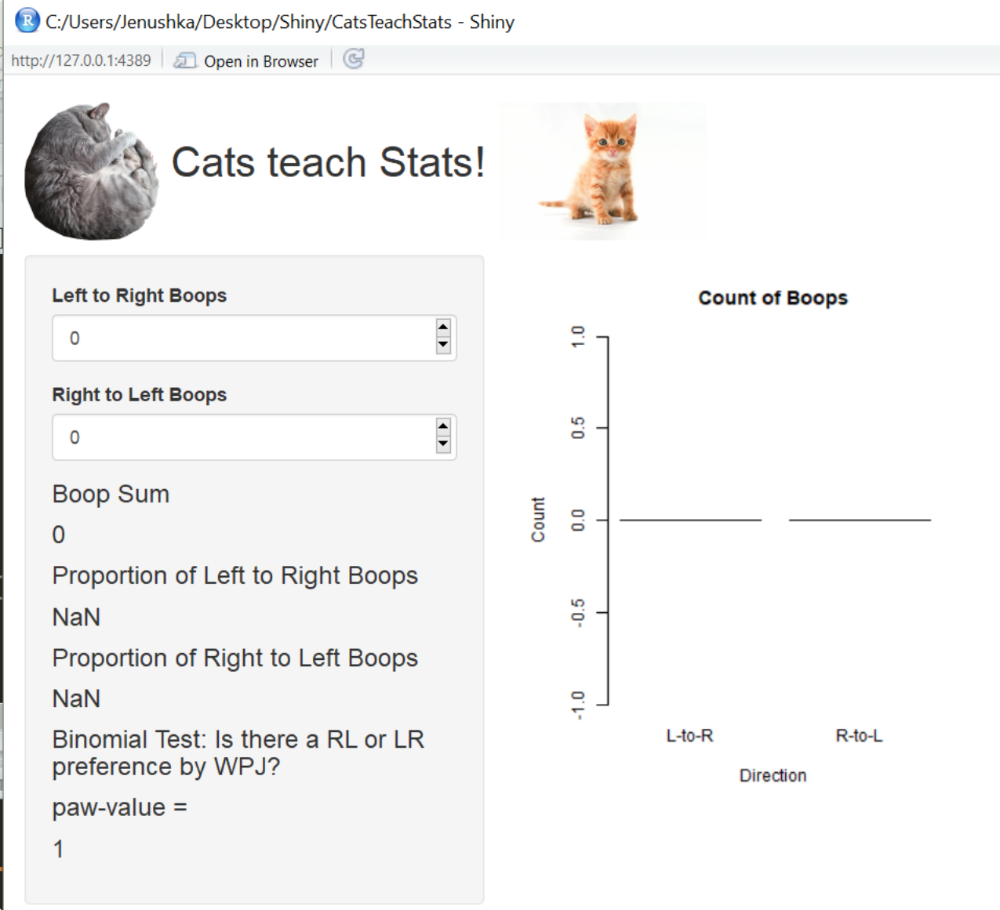 R C:/Users/Jenushka/Desktop/Shiny/CatsTeachStats - Shiny
http://127.0.0.1:4389 Open in Browser
Cats teach Stats!
Left to Right Boops
0
Right to Left Boops
0
Boop Sum
0
Proportion of Left to Right Boops
NaN
Proportion of Right to Left Boops
NaN
Binomial Test: Is there a RL or LR
preference by WPJ?
paw-value =
1
Count of Boops
Count
1.0
0.5
0.0
-0.5
-1.0
L-to-R R-to-L
Direction